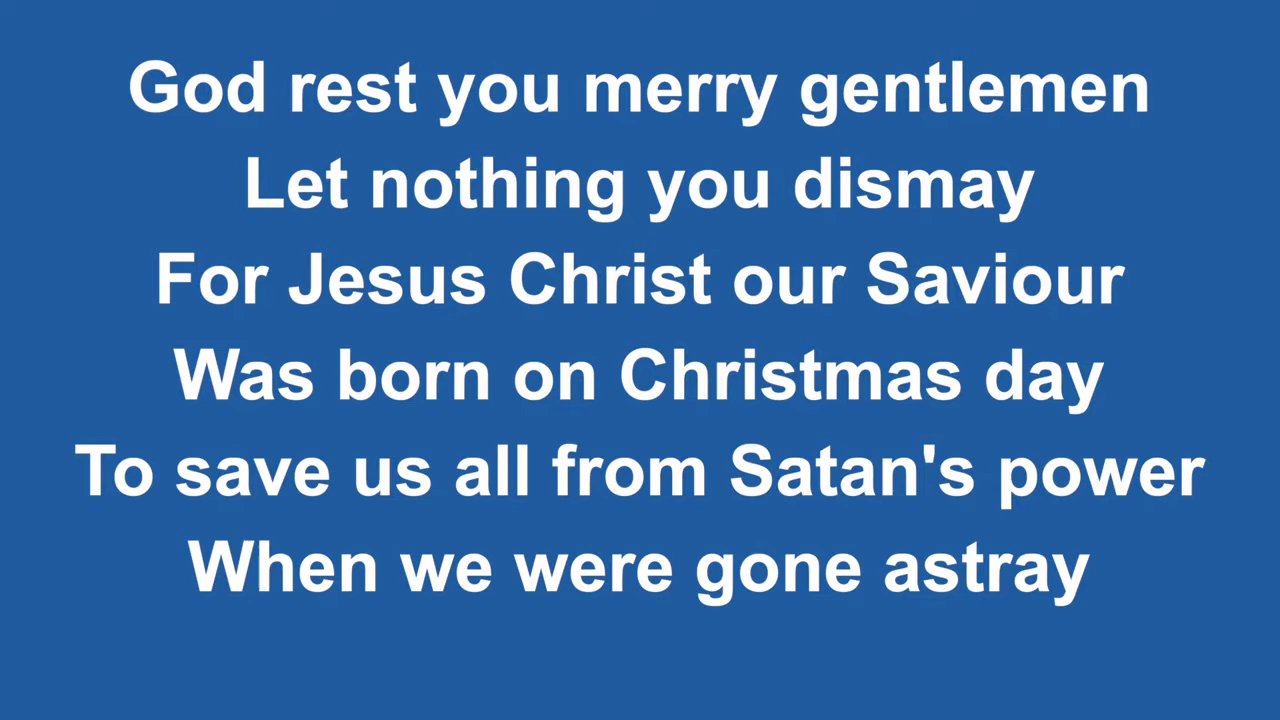 God rest you merry gentlemen
Let nothing you dismay
For Jesus Christ our Saviour
Was born on Christmas day
To save us all from Satan's power
When we were gone astray